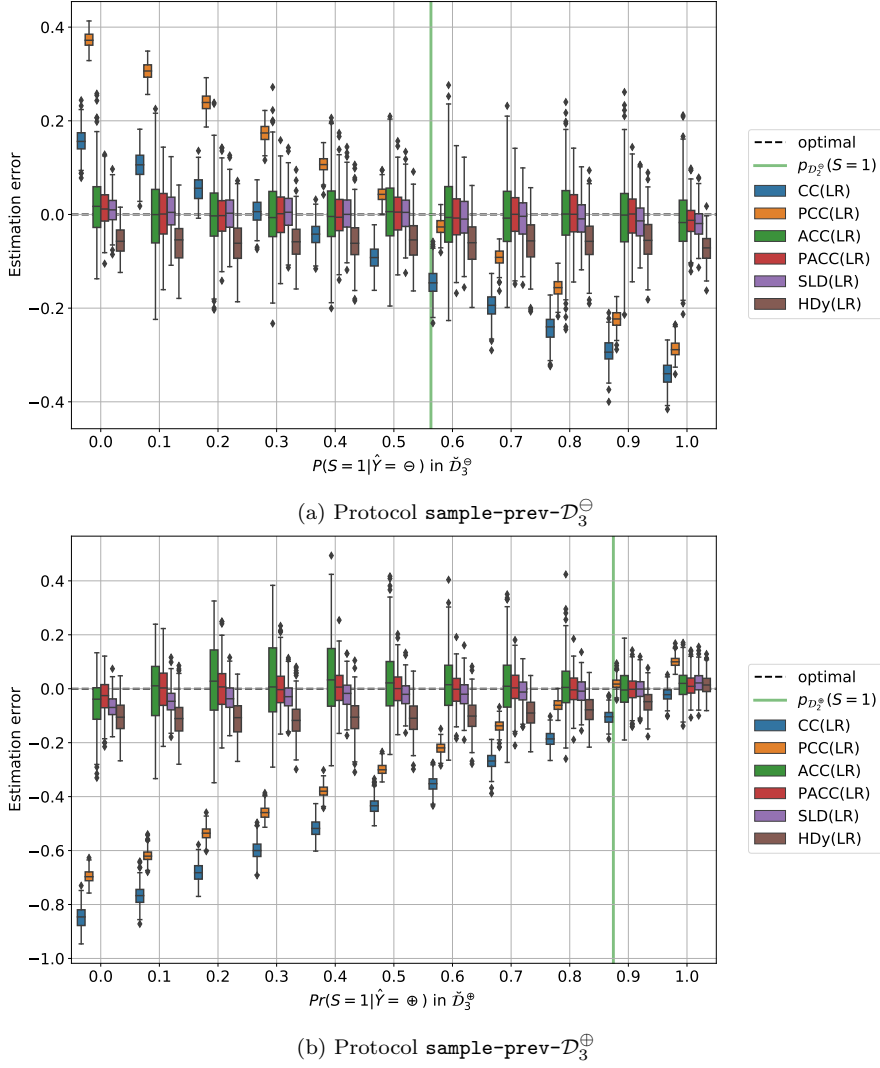 0.4
0.2
0.0
−0.2
−0.4
Estimation error
0.0 0.1 0.2 0.3 0.4 0.5 0.6 0.7 0.8 0.9 1.0
P(S = 1|Ŷ = ⊖) in 𝒟̆₃^⊖
optimal
p_𝒟₂^⊖(S = 1)
CC(LR)
PCC(LR)
ACC(LR)
PACC(LR)
SLD(LR)
HDy(LR)
(a) Protocol sample-prev-𝒟₃^⊖
0.4
0.2
0.0
−0.2
−0.4
−0.6
−0.8
−1.0
Estimation error
0.0 0.1 0.2 0.3 0.4 0.5 0.6 0.7 0.8 0.9 1.0
Pr(S = 1|Ŷ = ⊕) in 𝒟̆₃^⊕
optimal
p_𝒟₂^⊕(S = 1)
CC(LR)
PCC(LR)
ACC(LR)
PACC(LR)
SLD(LR)
HDy(LR)
(b) Protocol sample-prev-𝒟₃^⊕